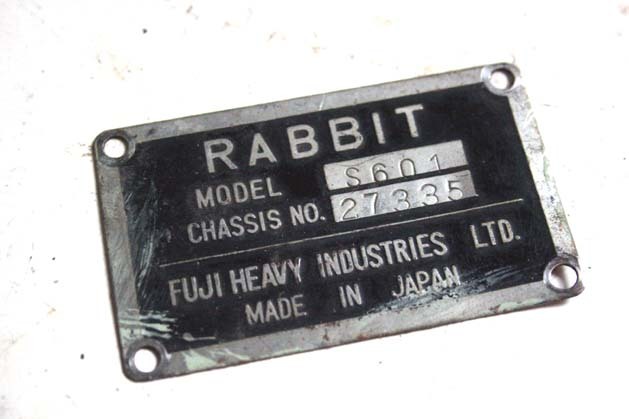 RABBIT
MODEL S601
CHASSIS NO. 27335
FUJI HEAVY INDUSTRIES LTD.
MADE IN JAPAN